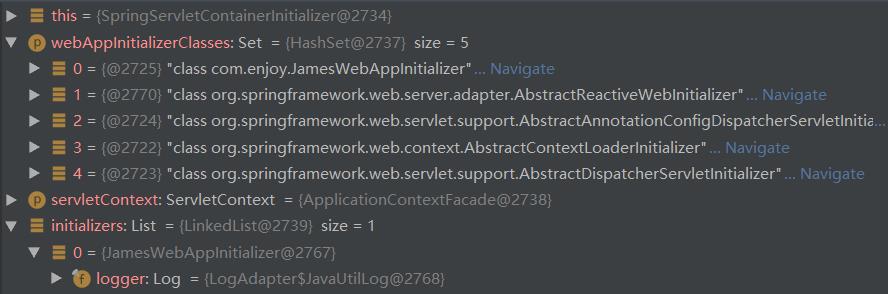 this = {SpringServletContainerInitializer@2734}
p webAppInitializerClasses: Set = {HashSet@2737} size = 5
0 = {@2725} "class com.enjoy.JamesWebAppInitializer"... Navigate
1 = {@2770} "class org.springframework.web.server.adapter.AbstractReactiveWebInitializer"... Navigate
2 = {@2724} "class org.springframework.web.servlet.support.AbstractAnnotationConfigDispatcherServletInitia...
3 = {@2722} "class org.springframework.web.context.AbstractContextLoaderInitializer"... Navigate
4 = {@2723} "class org.springframework.web.servlet.support.AbstractDispatcherServletInitializer"... Navigate
p servletContext: ServletContext = {ApplicationContextFacade@2738}
initializers: List = {LinkedList@2739} size = 1
0 = {JamesWebAppInitializer@2767}
f logger: Log = {LogAdapter$JavaUtilLog@2768}